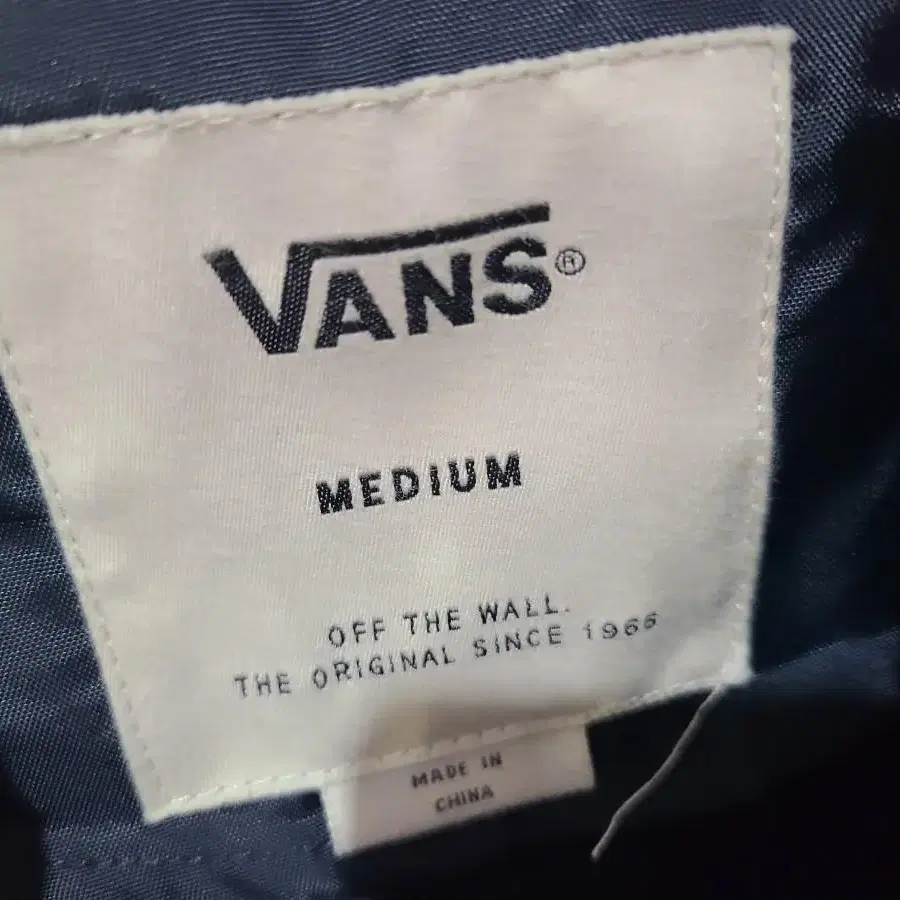 VANS®
MEDIUM
OFF THE WALL.
THE ORIGINAL SINCE 1966
MADE IN
CHINA